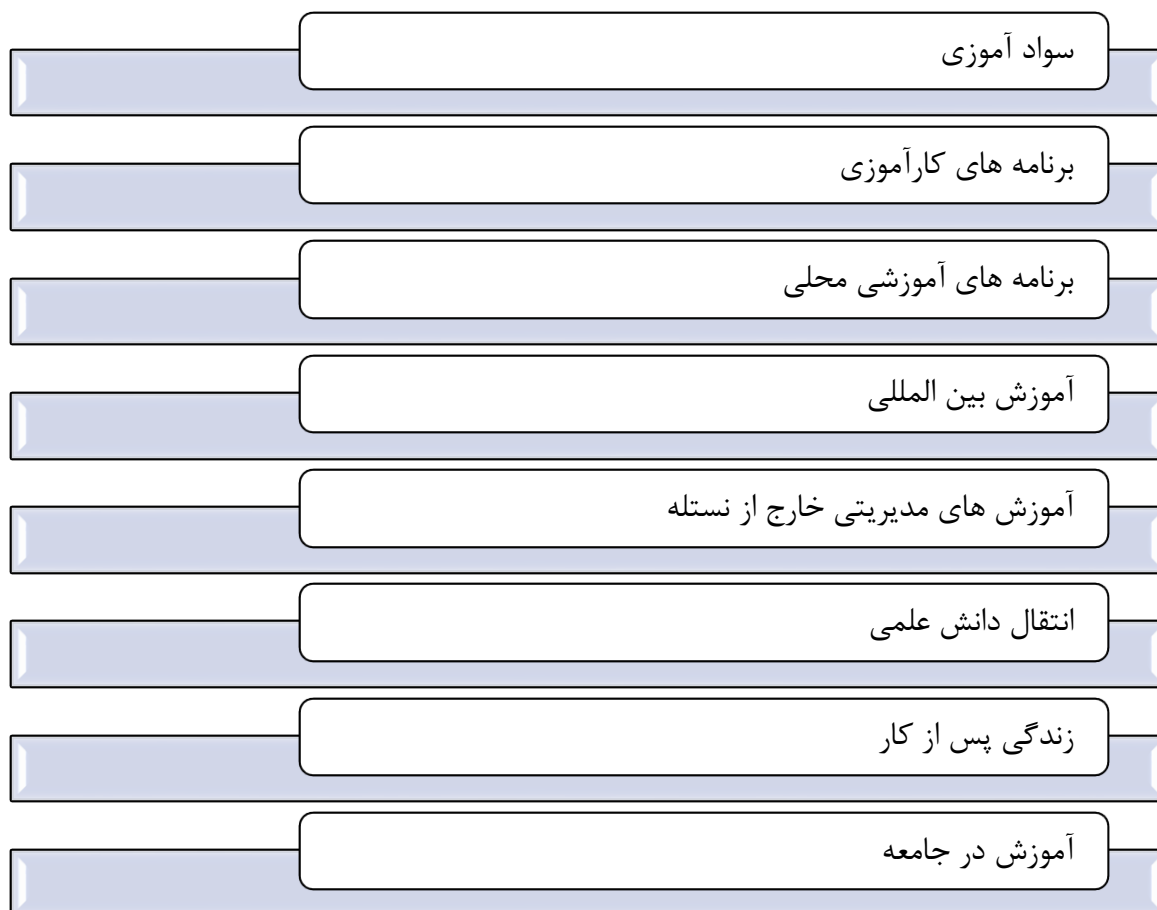 سواد آموزی
برنامه های کارآموزی
برنامه های آموزشی محلی
آموزش بین المللی
آموزش های مدیریتی خارج از نستله
انتقال دانش علمی
زندگی پس از کار
آموزش در جامعه